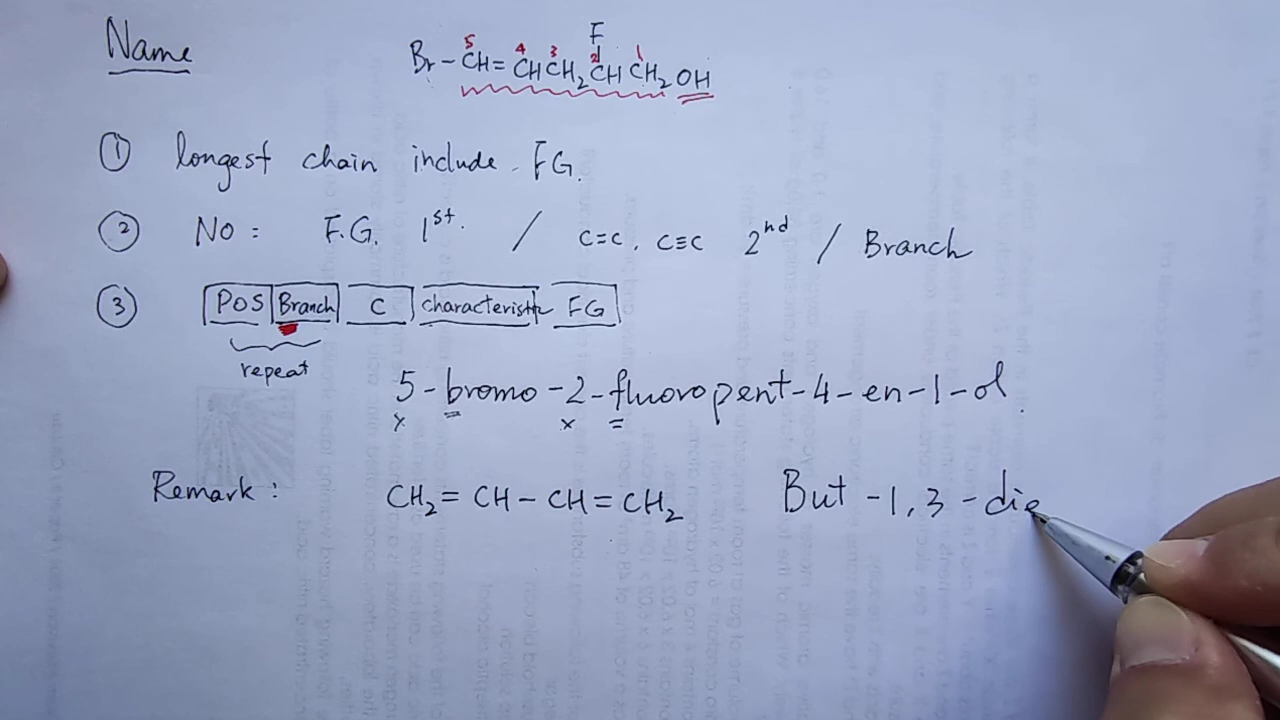 Name
F
5 4 3 2 1
Br-CH=CHCH₂CHCH₂OH
① longest chain include FG.
② No: F.G. 1st. / C=C, C≡C 2nd / Branch
③ POS Branch C characteristic FG
repeat
5-bromo-2-fluoropent-4-en-1-ol.
x x
Remark: CH₂=CH-CH=CH₂ But-1,3-die